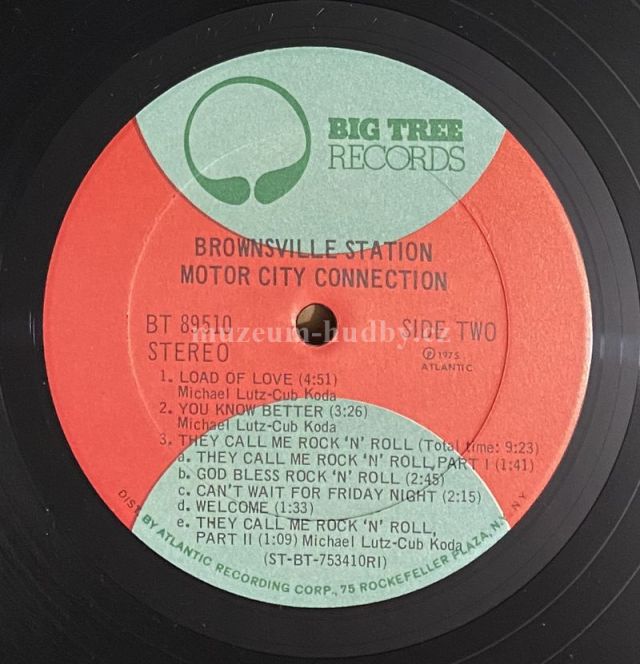 BIG TREE
RECORDS
BROWNSVILLE STATION
MOTOR CITY CONNECTION
BT 89510
SIDE TWO
muzeum-hudby.cz
STEREO
℗ 1975
ATLANTIC
1. LOAD OF LOVE (4:51)
Michael Lutz-Cub Koda
2. YOU KNOW BETTER (3:26)
Michael Lutz-Cub Koda
3. THEY CALL ME ROCK 'N' ROLL (Total time: 9:23)
a. THEY CALL ME ROCK 'N' ROLL, PART I (1:41)
b. GOD BLESS ROCK 'N' ROLL (2:45)
c. CAN'T WAIT FOR FRIDAY NIGHT (2:15)
d. WELCOME (1:33)
e. THEY CALL ME ROCK 'N' ROLL,
PART II (1:09) Michael Lutz-Cub Koda
(ST-BT-753410RI)
DIST. BY ATLANTIC RECORDING CORP., 75 ROCKEFELLER PLAZA, N.Y., N.Y.